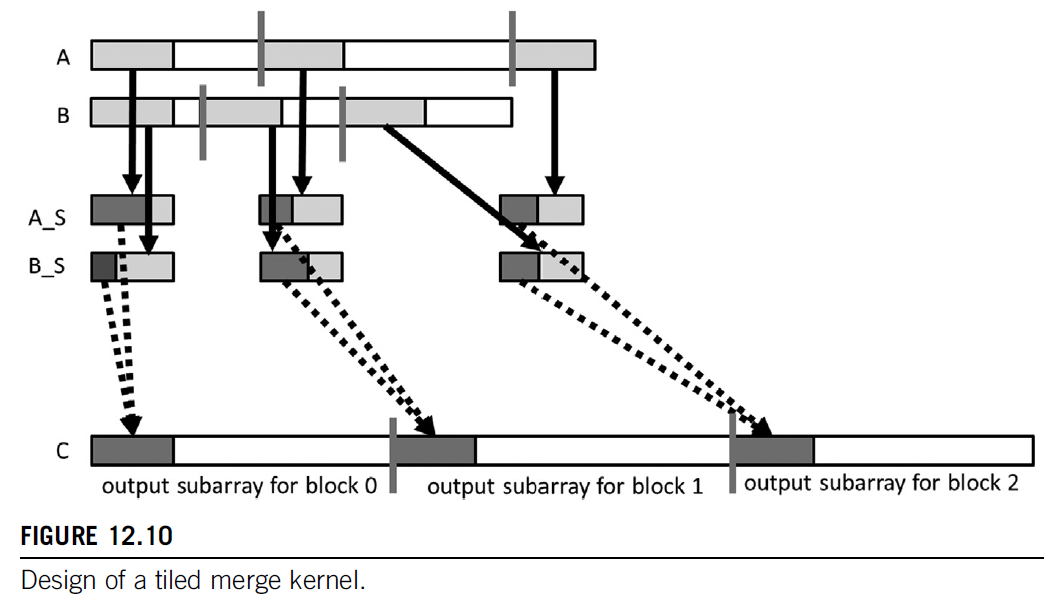 A
B
A_S
B_S
C
output subarray for block 0
output subarray for block 1
output subarray for block 2
FIGURE 12.10
Design of a tiled merge kernel.